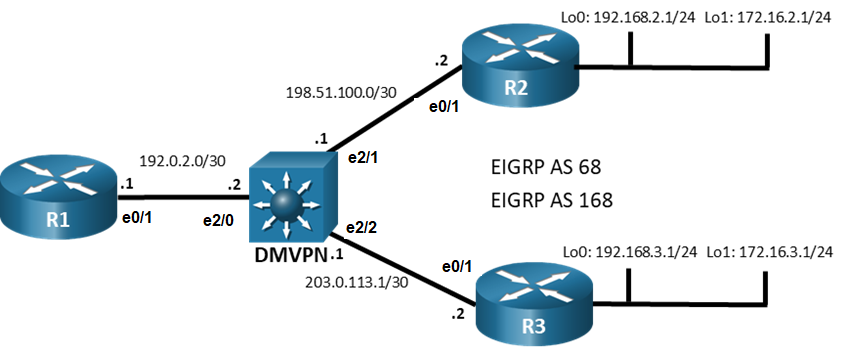 Lo0: 192.168.2.1/24 Lo1: 172.16.2.1/24
.2
R2
198.51.100.0/30
e0/1
.1
e2/1
192.0.2.0/30
EIGRP AS 68
EIGRP AS 168
.1
.2
R1
e0/1
e2/0
e2/2
DMVPN
.1
Lo0: 192.168.3.1/24 Lo1: 172.16.3.1/24
e0/1
203.0.113.1/30
.2
R3